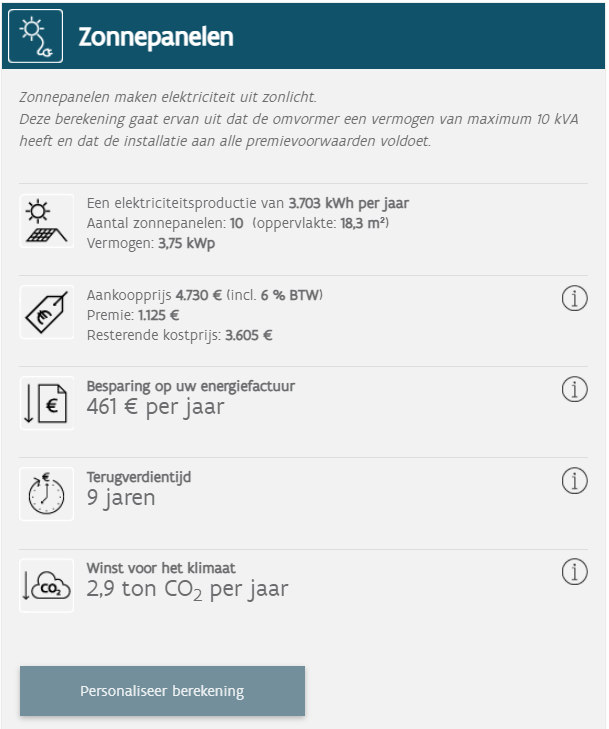 Zonnepanelen
Zonnepanelen maken elektriciteit uit zonlicht.
Deze berekening gaat ervan uit dat de omvormer een vermogen van maximum 10 kVA
heeft en dat de installatie aan alle premievoorwaarden voldoet.
Een elektriciteitsproductie van 3.703 kWh per jaar
Aantal zonnepanelen: 10 (oppervlakte: 18,3 m²)
Vermogen: 3,75 kWp
Aankoopprijs 4.730 € (incl. 6 % BTW)
Premie: 1.125 €
Resterende kostprijs: 3.605 €
Besparing op uw energiefactuur
461 € per jaar
Terugverdientijd
9 jaren
Winst voor het klimaat
2,9 ton CO₂ per jaar
Personaliseer berekening